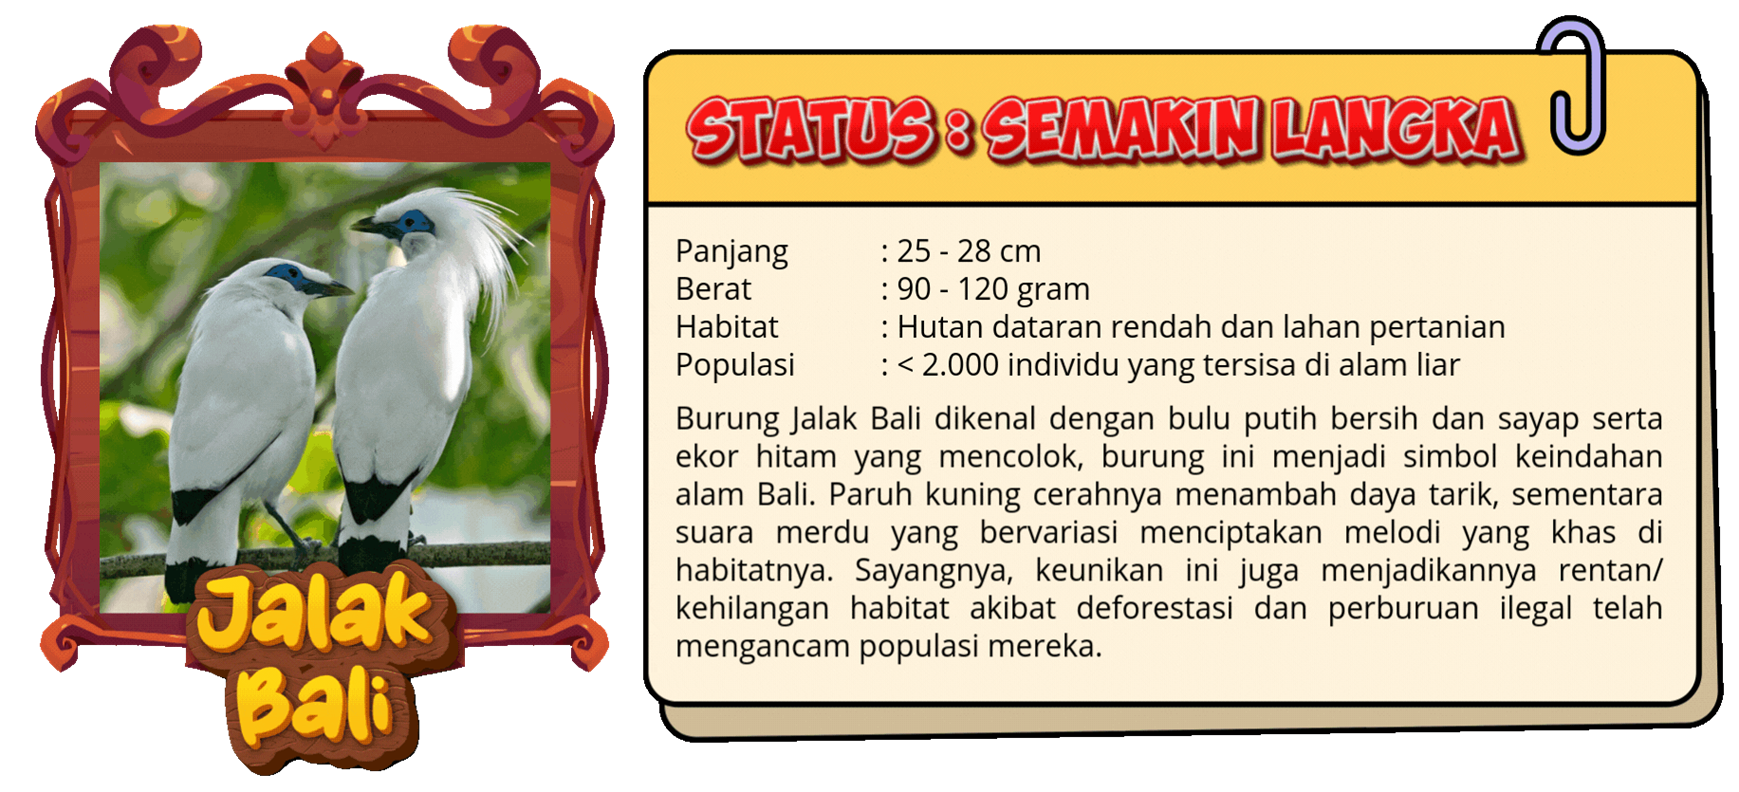 Jalak
Bali
STATUS : SEMAKIN LANGKA
Panjang : 25 - 28 cm
Berat : 90 - 120 gram
Habitat : Hutan dataran rendah dan lahan pertanian
Populasi : < 2.000 individu yang tersisa di alam liar
Burung Jalak Bali dikenal dengan bulu putih bersih dan sayap serta
ekor hitam yang mencolok, burung ini menjadi simbol keindahan
alam Bali. Paruh kuning cerahnya menambah daya tarik, sementara
suara merdu yang bervariasi menciptakan melodi yang khas di
habitatnya. Sayangnya, keunikan ini juga menjadikannya rentan/
kehilangan habitat akibat deforestasi dan perburuan ilegal telah
mengancam populasi mereka.